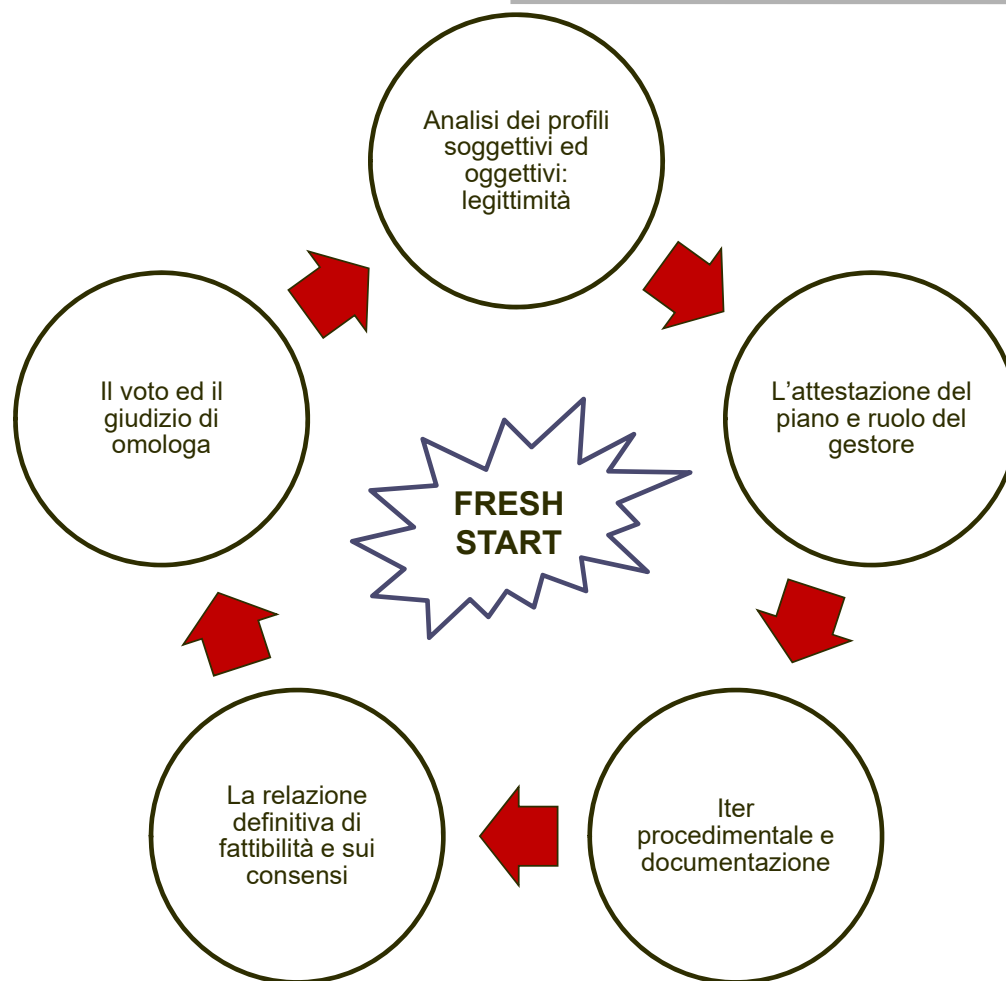 Analisi dei profili
soggettivi ed
oggettivi:
legittimità
L'attestazione del
piano e ruolo del
gestore
Iter
procedimentale e
documentazione
La relazione
definitiva di
fattibilità e sui
consensi
Il voto ed il
giudizio di
omologa
FRESH
START